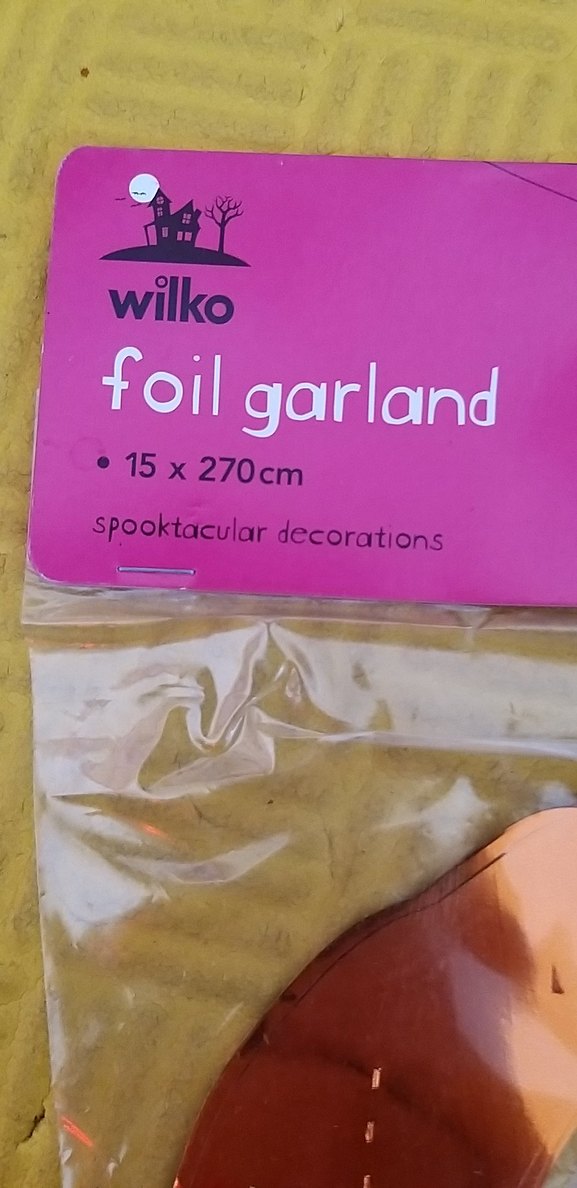 wilko
foil garland
• 15 x 270cm
spooktacular decorations